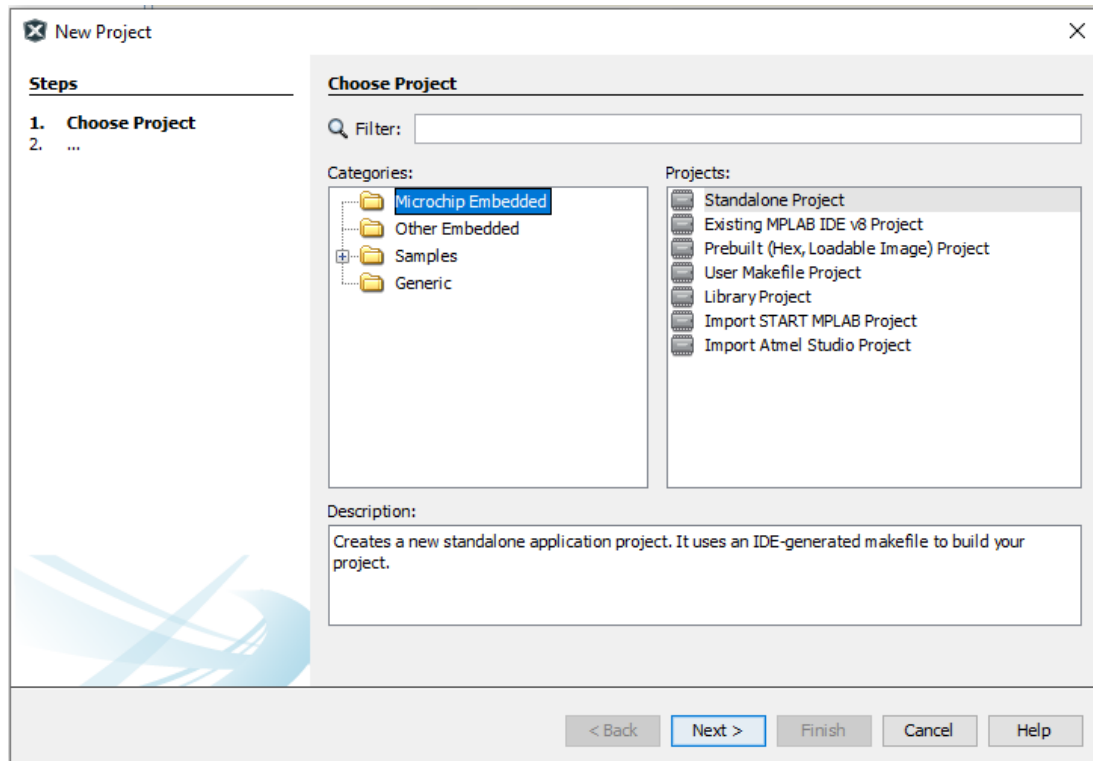 New Project
Steps
1. Choose Project
2. ...
Choose Project
Filter:
Categories:
Microchip Embedded
Other Embedded
Samples
Generic
Projects:
Standalone Project
Existing MPLAB IDE v8 Project
Prebuilt (Hex, Loadable Image) Project
User Makefile Project
Library Project
Import START MPLAB Project
Import Atmel Studio Project
Description:
Creates a new standalone application project. It uses an IDE-generated makefile to build your
project.
< Back
Next >
Finish
Cancel
Help